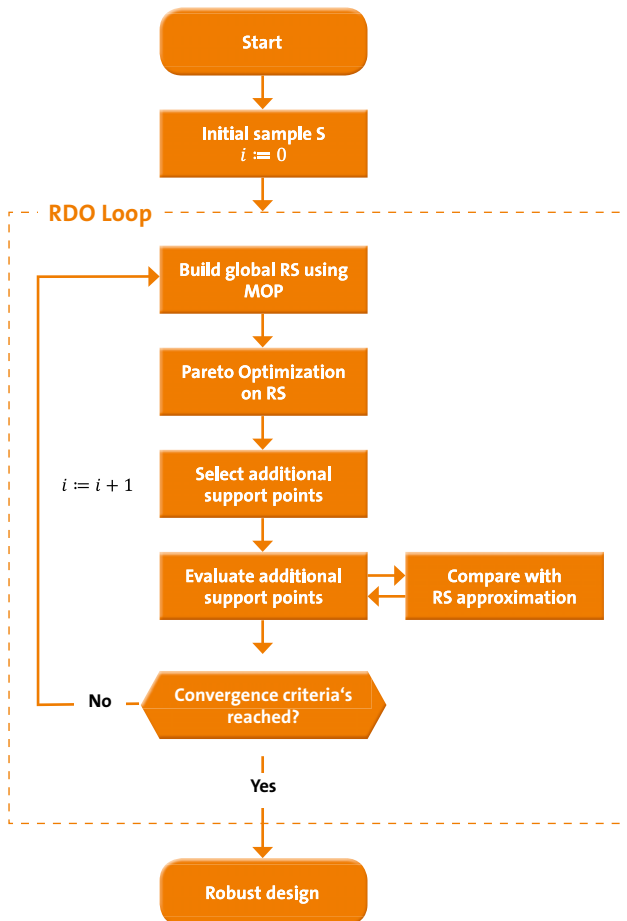 Start
Initial sample S
i := 0
RDO Loop
Build global RS using
MOP
Pareto Optimization
on RS
Select additional
support points
i := i + 1
Evaluate additional
support points
Compare with
RS approximation
Convergence criteria‘s
reached?
No
Yes
Robust design